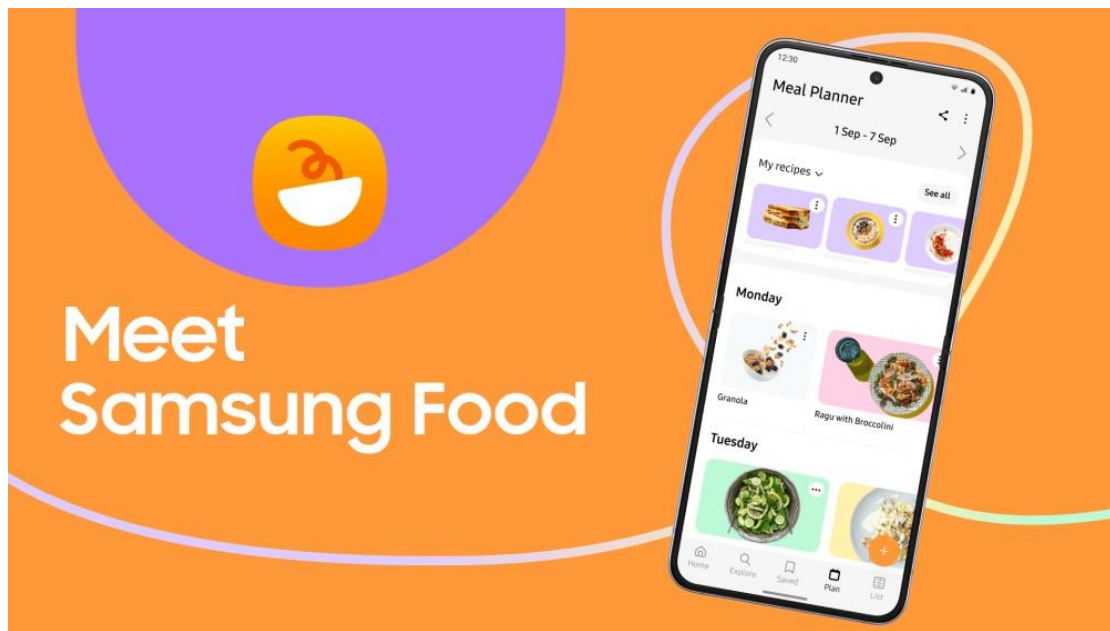 Meet
Samsung Food
12:30
Meal Planner
1 Sep - 7 Sep
My recipes
See all
Monday
Granola
Ragu with Broccolini
Tuesday
Home
Explore
Saved
Plan
List